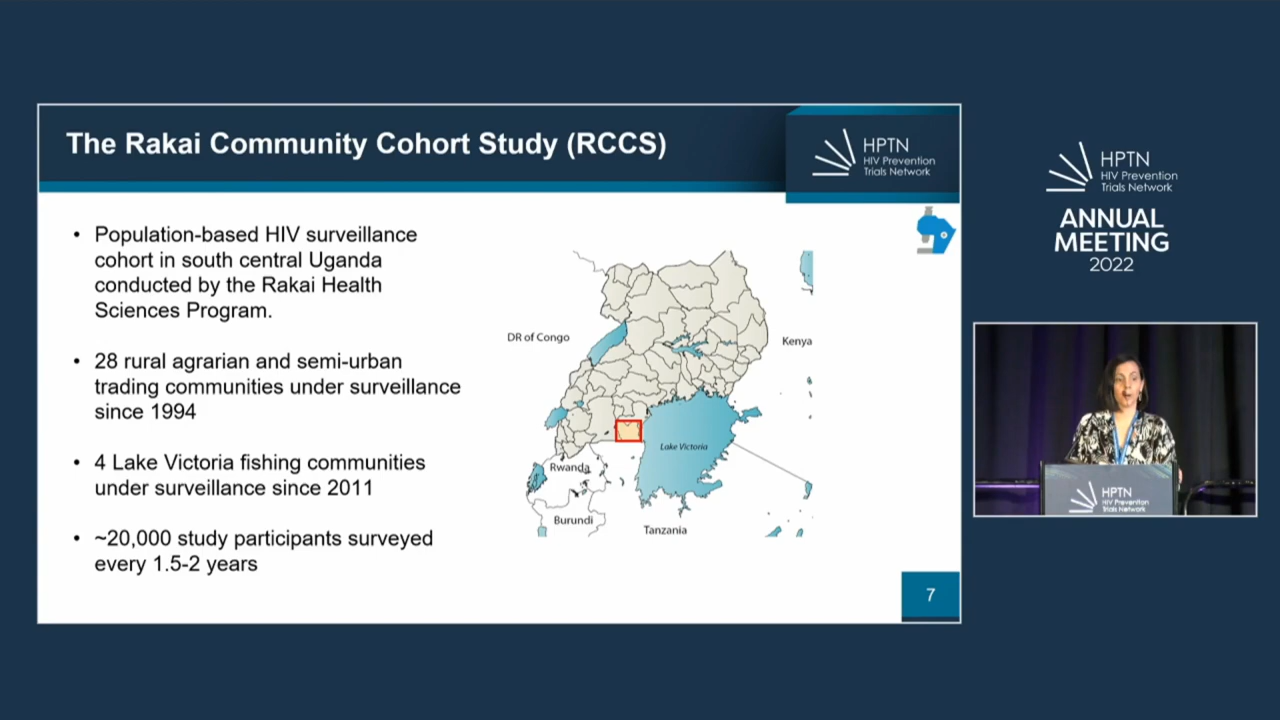 The Rakai Community Cohort Study (RCCS)
HPTN
HIV Prevention
Trials Network
• Population-based HIV surveillance
cohort in south central Uganda
conducted by the Rakai Health
Sciences Program.
• 28 rural agrarian and semi-urban
trading communities under surveillance
since 1994
• 4 Lake Victoria fishing communities
under surveillance since 2011
• ~20,000 study participants surveyed
every 1.5-2 years
DR of Congo
Kenya
Lake Victoria
Rwanda
Burundi
Tanzania
7
HPTN
HIV Prevention
Trials Network
ANNUAL
MEETING
2022
HPTN
HIV Prevention
Trials Network